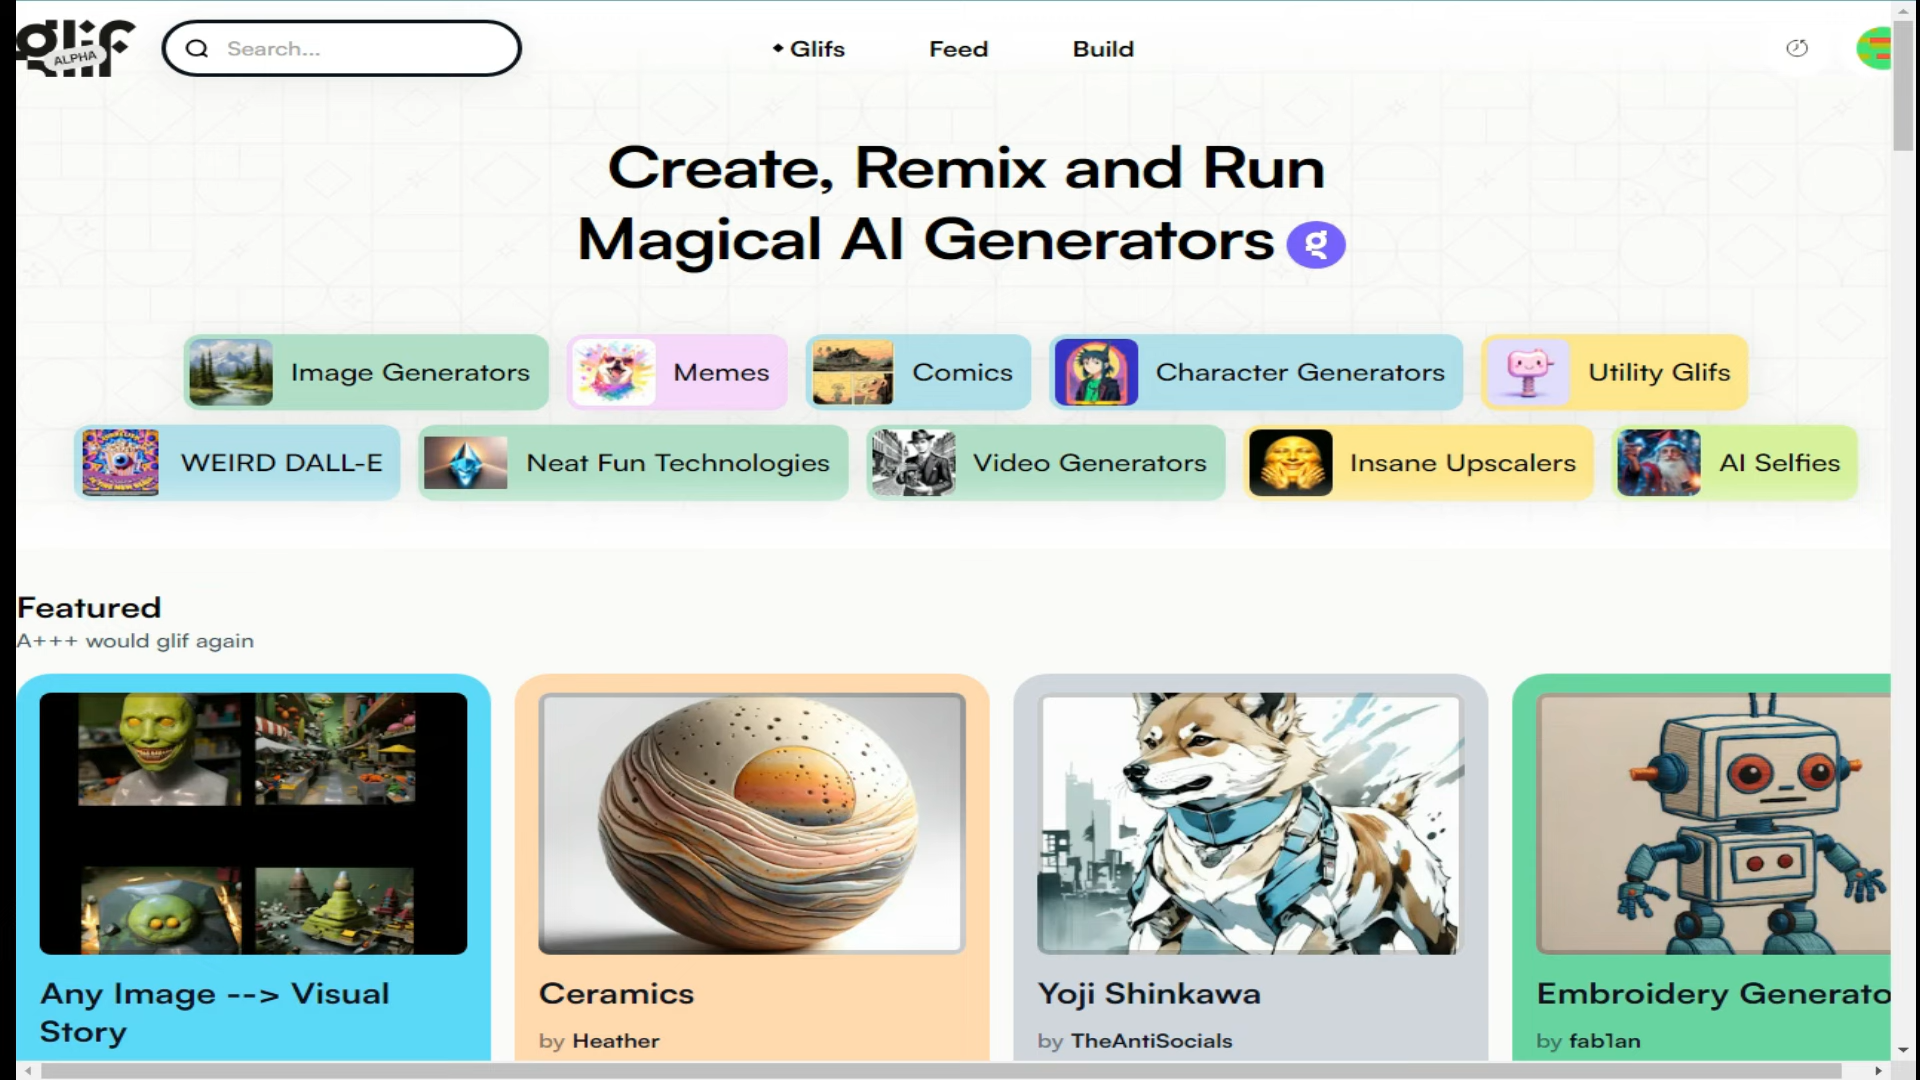 glif
ALPHA
Search...
Glifs
Feed
Build
Create, Remix and Run
Magical AI Generators
g
Image Generators
Memes
Comics
Character Generators
Utility Glifs
WEIRD DALL-E
Neat Fun Technologies
Video Generators
Insane Upscalers
AI Selfies
Featured
A+++ would glif again
Any Image --> Visual
Story
Ceramics
by Heather
Yoji Shinkawa
by TheAntiSocials
Embroidery Generato
by fab1an